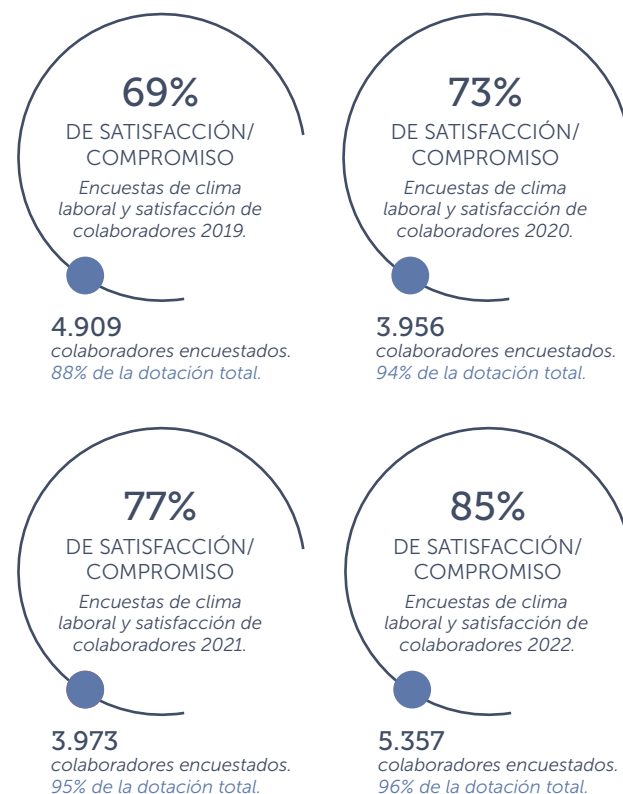 69%
DE SATISFACCIÓN/
COMPROMISO
Encuestas de clima
laboral y satisfacción de
colaboradores 2019.
4.909
colaboradores encuestados.
88% de la dotación total.
73%
DE SATISFACCIÓN/
COMPROMISO
Encuestas de clima
laboral y satisfacción de
colaboradores 2020.
3.956
colaboradores encuestados.
94% de la dotación total.
77%
DE SATISFACCIÓN/
COMPROMISO
Encuestas de clima
laboral y satisfacción de
colaboradores 2021.
3.973
colaboradores encuestados.
95% de la dotación total.
85%
DE SATISFACCIÓN/
COMPROMISO
Encuestas de clima
laboral y satisfacción de
colaboradores 2022.
5.357
colaboradores encuestados.
96% de la dotación total.